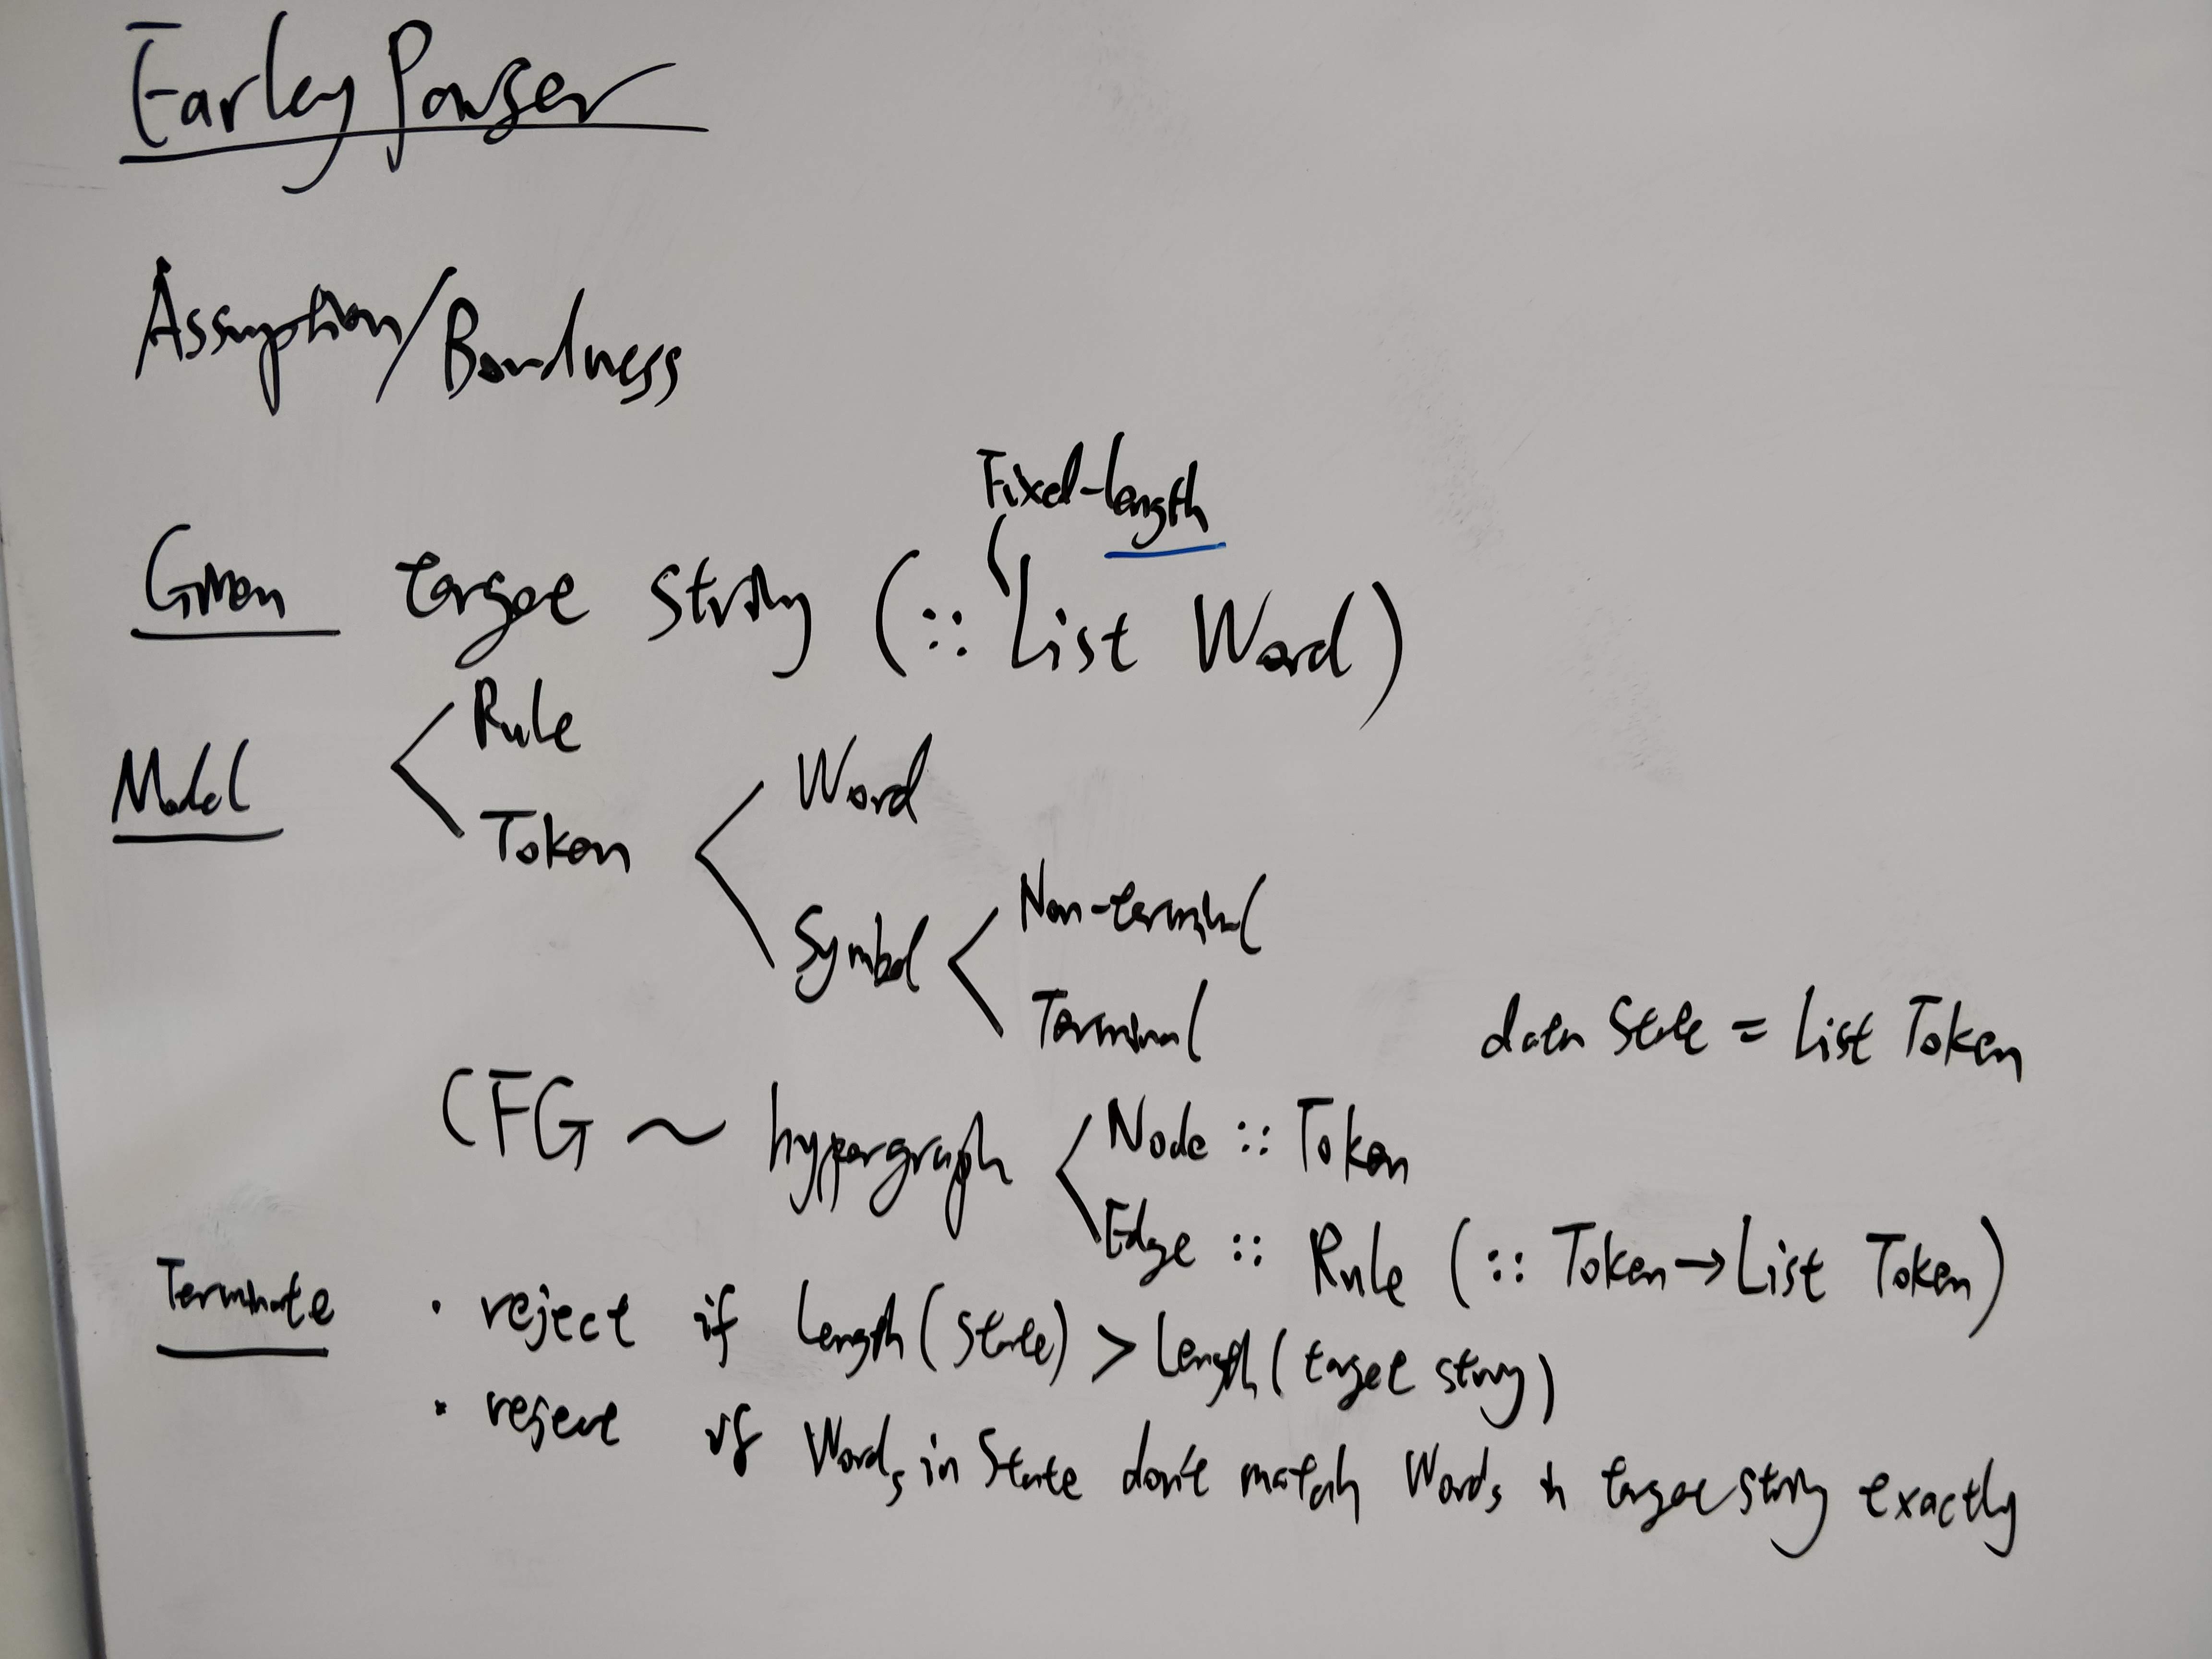 Earley Parser
Assumption/Boundness
Fixed-length
Given target string (:: List Word)
Rule
Model
Token
Word
Symbol
Non-terminal
Terminal
data State = List Token
CFG ~ hypergraph
Node :: Token
Edge :: Rule (:: Token → List Token)
Terminate
· reject if length(state) > length(target string)
· reject if Words in State don't match Words in target string exactly